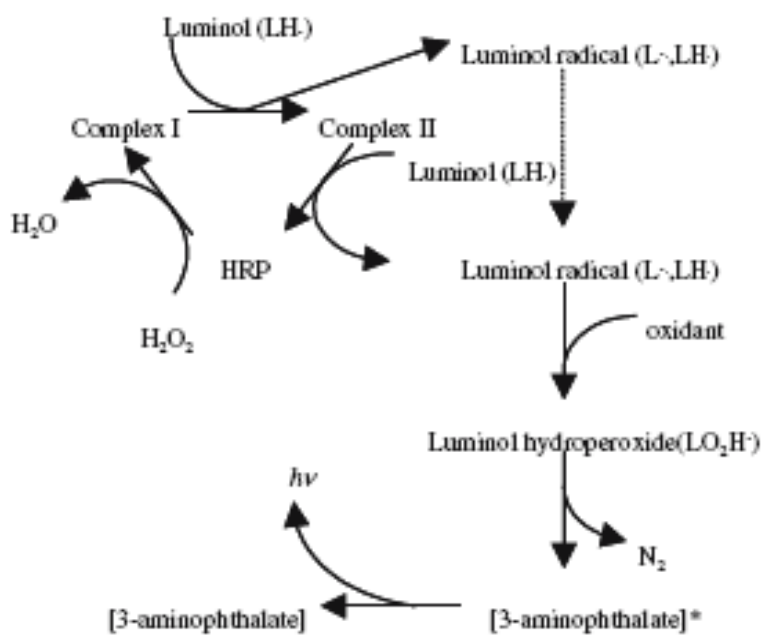 Luminol (LH·)
Luminol radical (L·-,LH·)
Complex I
Complex II
Luminol (LH·)
H₂O
HRP
Luminol radical (L·-,LH·)
H₂O₂
oxidant
Luminol hydroperoxide(LO₂H-)
hν
N₂
[3-aminophthalate]
[3-aminophthalate]*